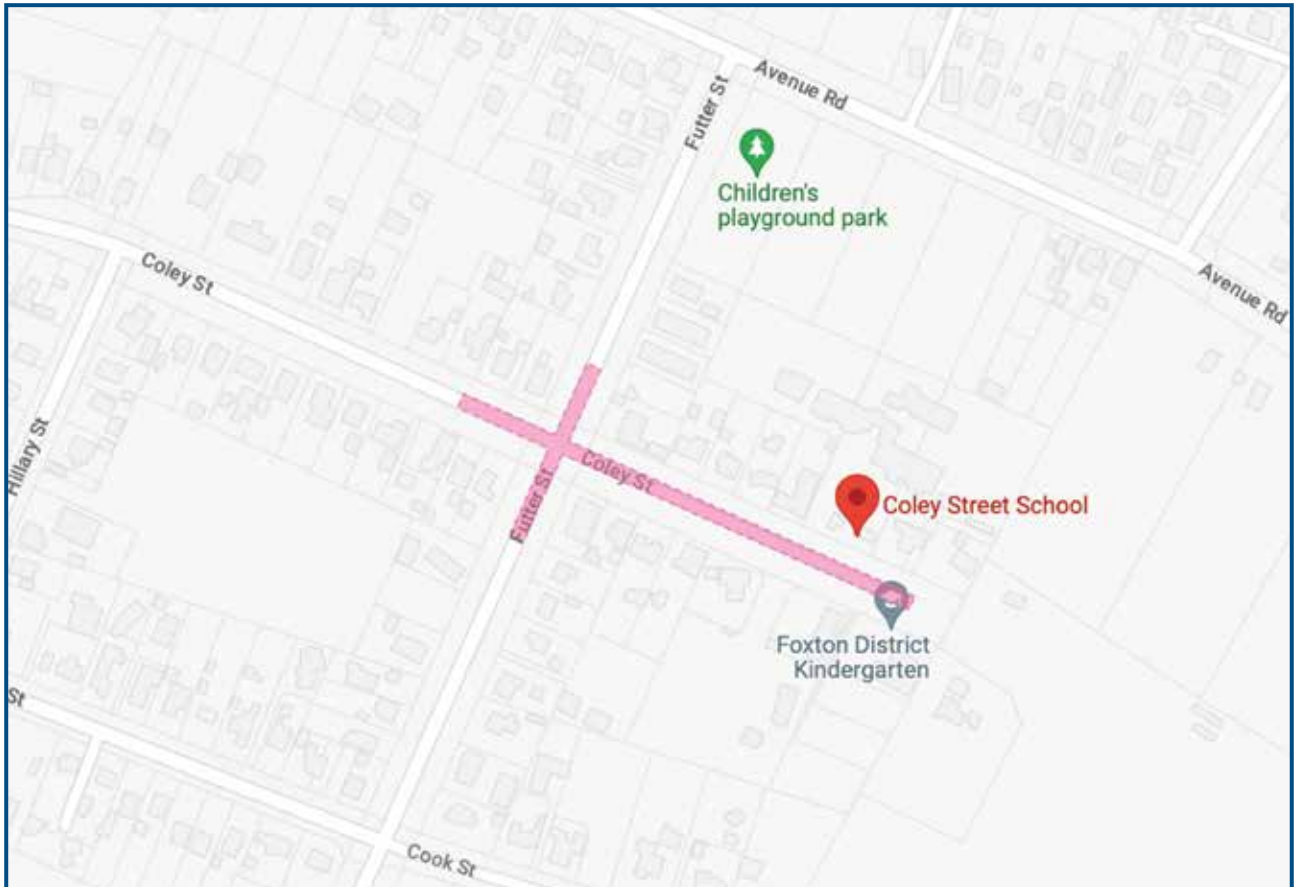 Avenue Rd
Futter St
Children's
playground park
Coley St
Avenue Rd
Hillary St
Coley St
Futter St
Coley Street School
Foxton District
Kindergarten
St
Cook St